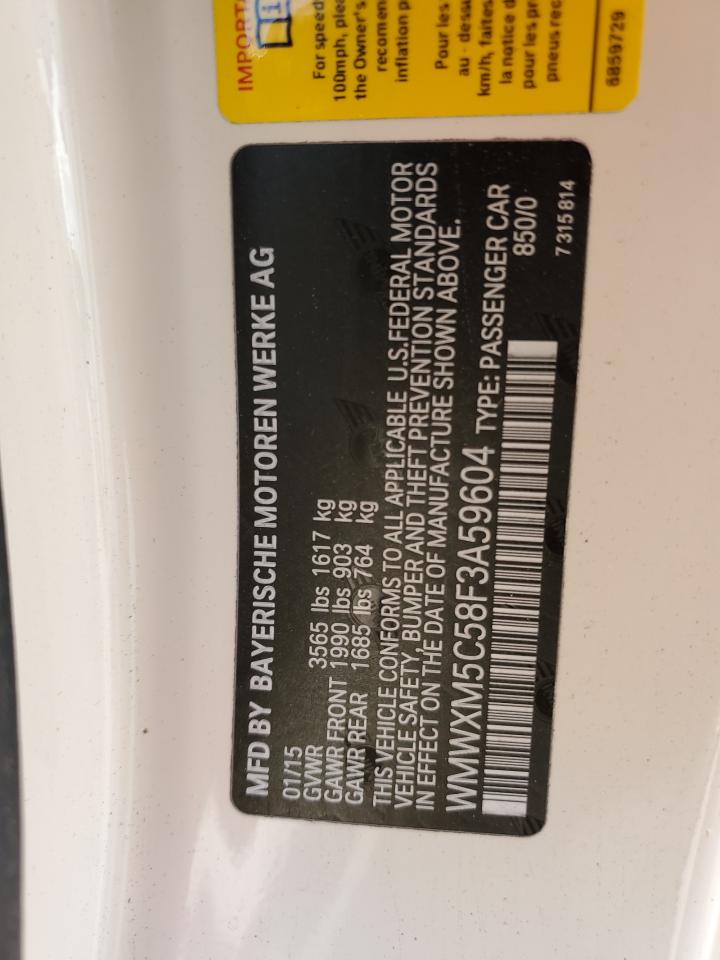 IMPORT
For speed
100mph, plea
the Owner's
recomen
inflation p
Pour les
au - dessu
km/h, faites
la notice d
pour les pr
pneus rec
6859729
MFD BY BAYERISCHE MOTOREN WERKE AG
01/15
GVWR 3565 lbs 1617 kg
GAWR FRONT 1990 lbs 903 kg
GAWR REAR 1685 lbs 764 kg
THIS VEHICLE CONFORMS TO ALL APPLICABLE U.S.FEDERAL MOTOR
VEHICLE SAFETY, BUMPER AND THEFT PREVENTION STANDARDS
IN EFFECT ON THE DATE OF MANUFACTURE SHOWN ABOVE.
WMWXM5C58F3A59604 TYPE: PASSENGER CAR
850/0
7315814